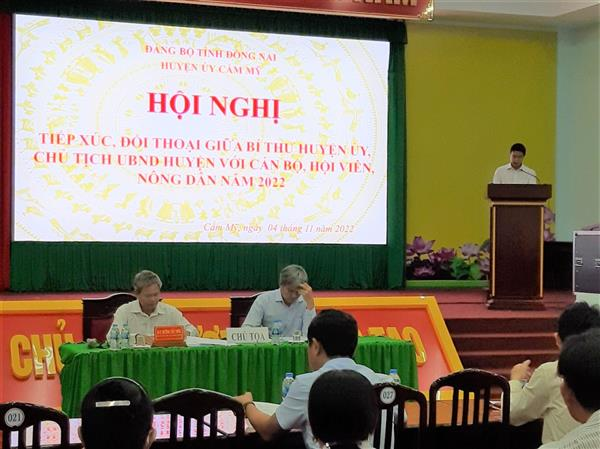 ĐẢNG BỘ TỈNH ĐỒNG NAI
HUYỆN ỦY CẨM MỸ
HỘI NGHỊ
TIẾP XÚC, ĐỐI THOẠI GIỮA BÍ THƯ HUYỆN ỦY,
CHỦ TỊCH UBND HUYỆN VỚI CÁN BỘ, HỘI VIÊN,
NÔNG DÂN NĂM 2022
Cẩm Mỹ, ngày 04 tháng 11 năm 2022
CHỦ TỌA
CHỦ
TẠO
021
027